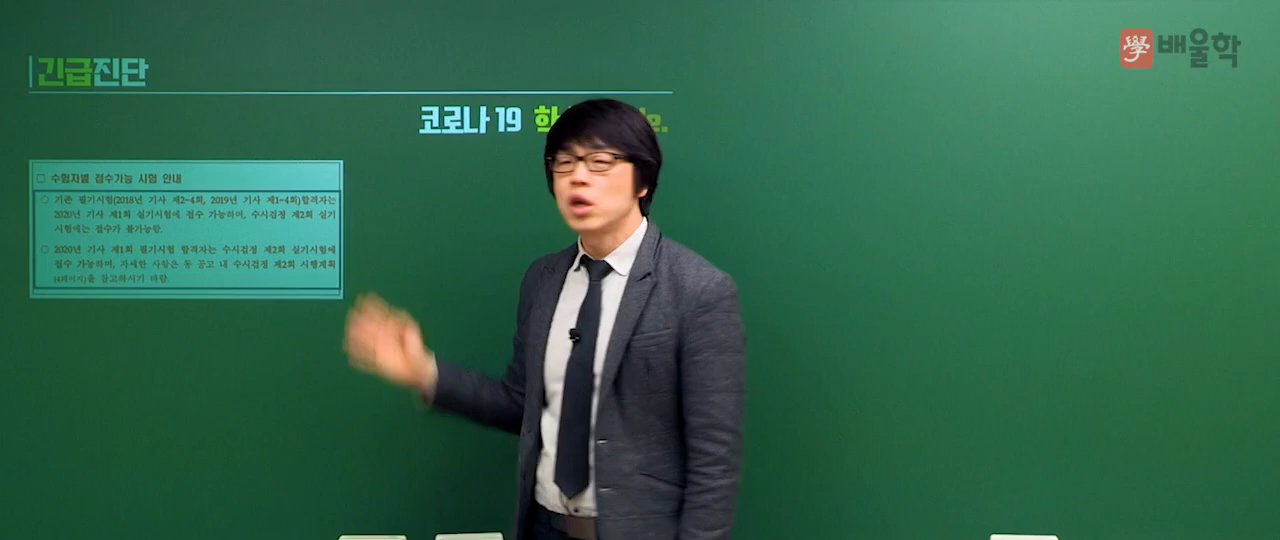 긴급진단
學 배울학
코로나 19
□ 수험자별 접수가능 시험 안내
○ 기존 필기시험(2018년 기사 제2~4회, 2019년 기사 제1~4회)합격자는
2020년 기사 제1회 실기시험에 접수 가능하며, 수시검정 제2회 실기
시험에는 접수가 불가능함.
○ 2020년 기사 제1회 필기시험 합격자는 수시검정 제2회 실기시험에
접수 가능하며, 자세한 사항은 동 공고 내 수시검정 제2회 시행계획
(4페이지)을 참고하시기 바람.